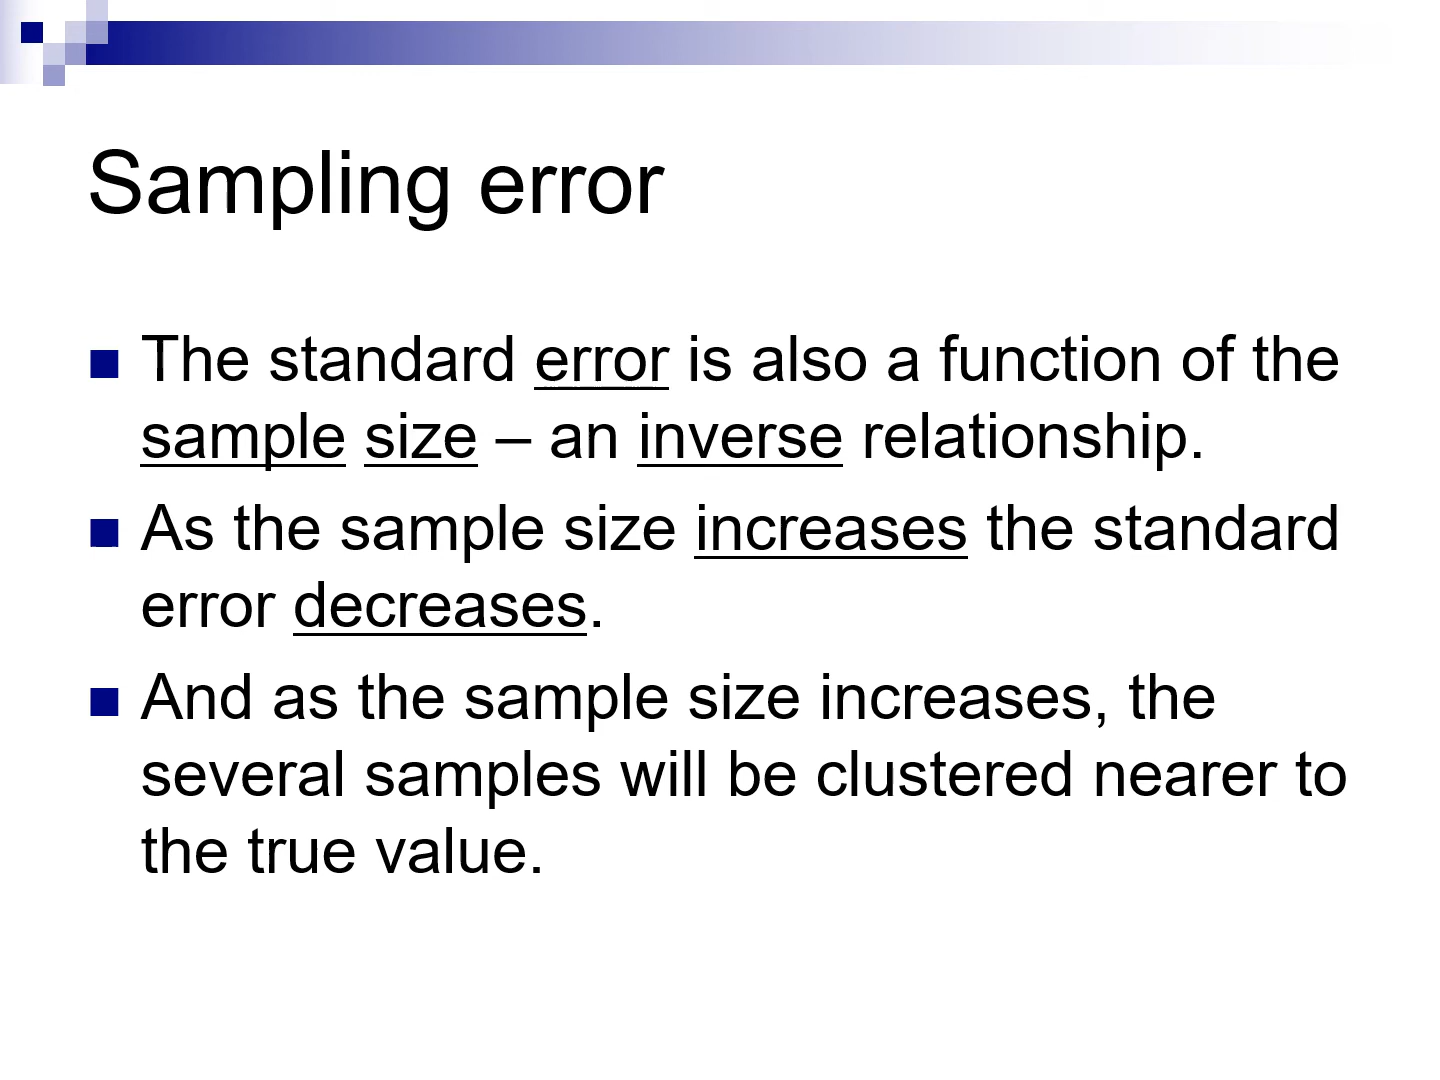 Sampling error
The standard error is also a function of the
sample size – an inverse relationship.
As the sample size increases the standard
error decreases.
And as the sample size increases, the
several samples will be clustered nearer to
the true value.